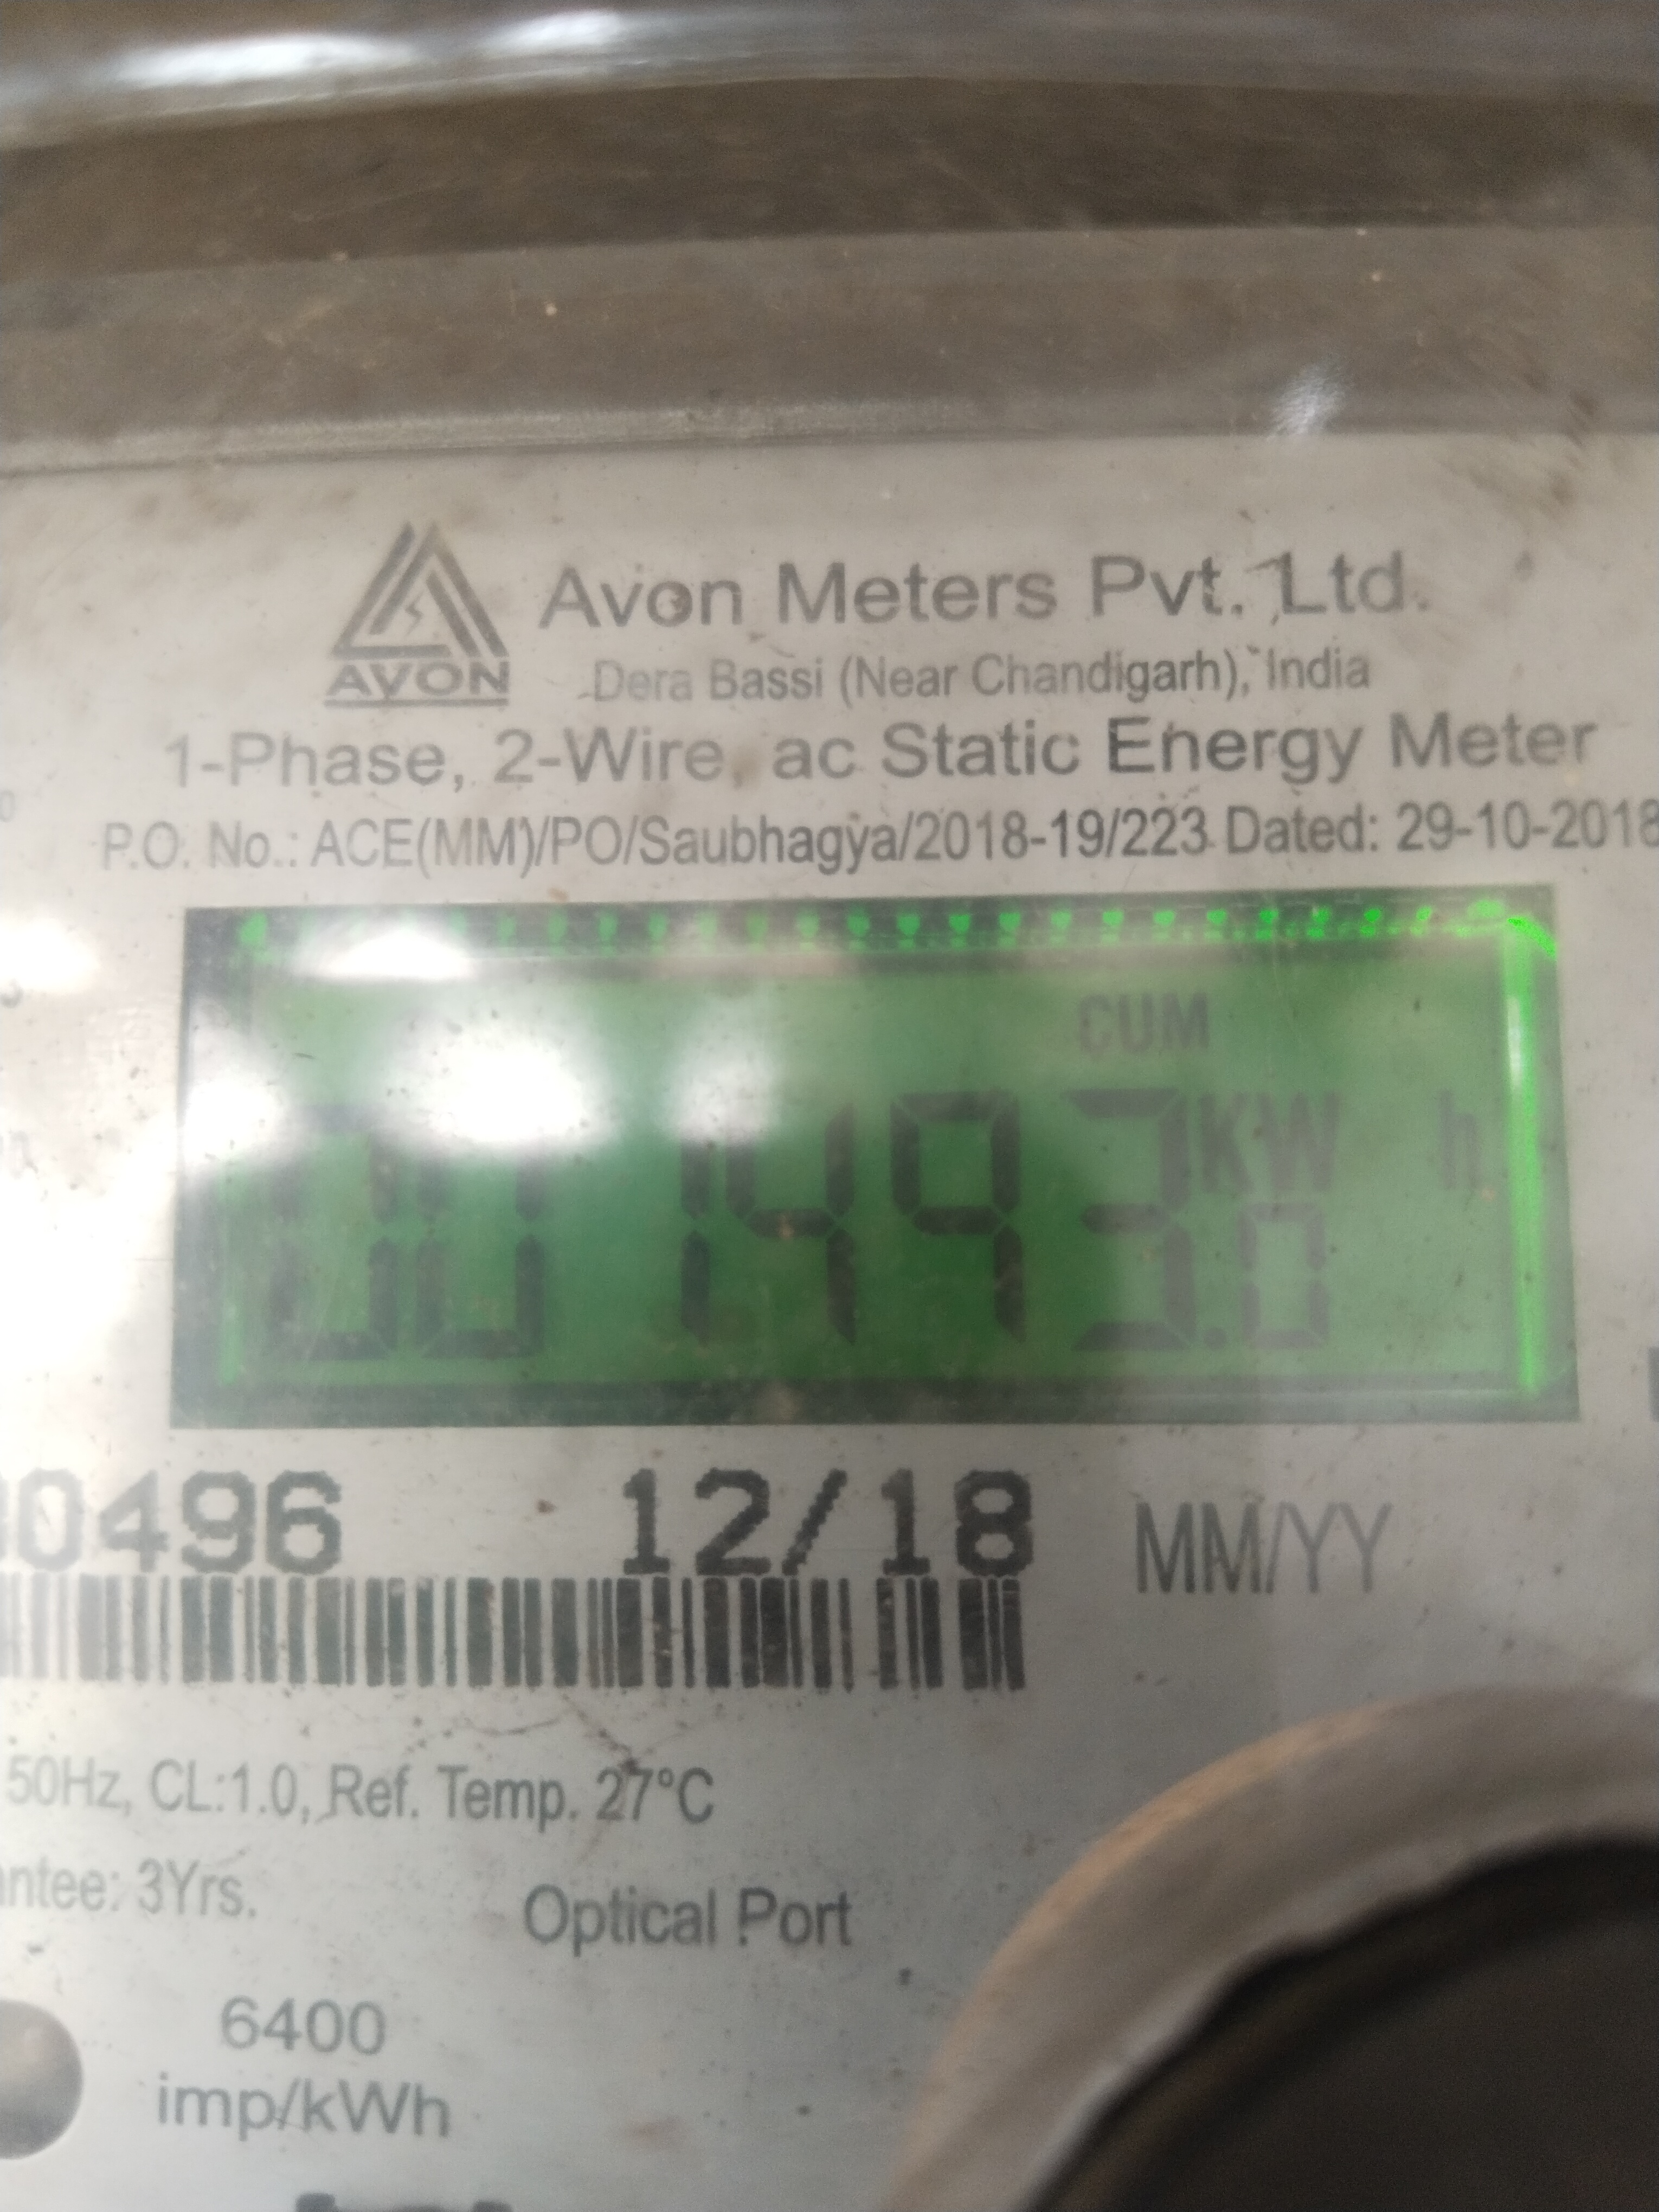 Avon Meters Pvt. Ltd.
AVON
Dera Bassi (Near Chandigarh), India
1-Phase, 2-Wire, ac Static Energy Meter
P.O. No.: ACE(MM)/PO/Saubhagya/2018-19/223 Dated: 29-10-2018
CUM
001493.0 KW h
0496 12/18 MM/YY
50Hz, CL:1.0, Ref. Temp. 27°C
antee: 3Yrs.
Optical Port
6400
imp/kWh